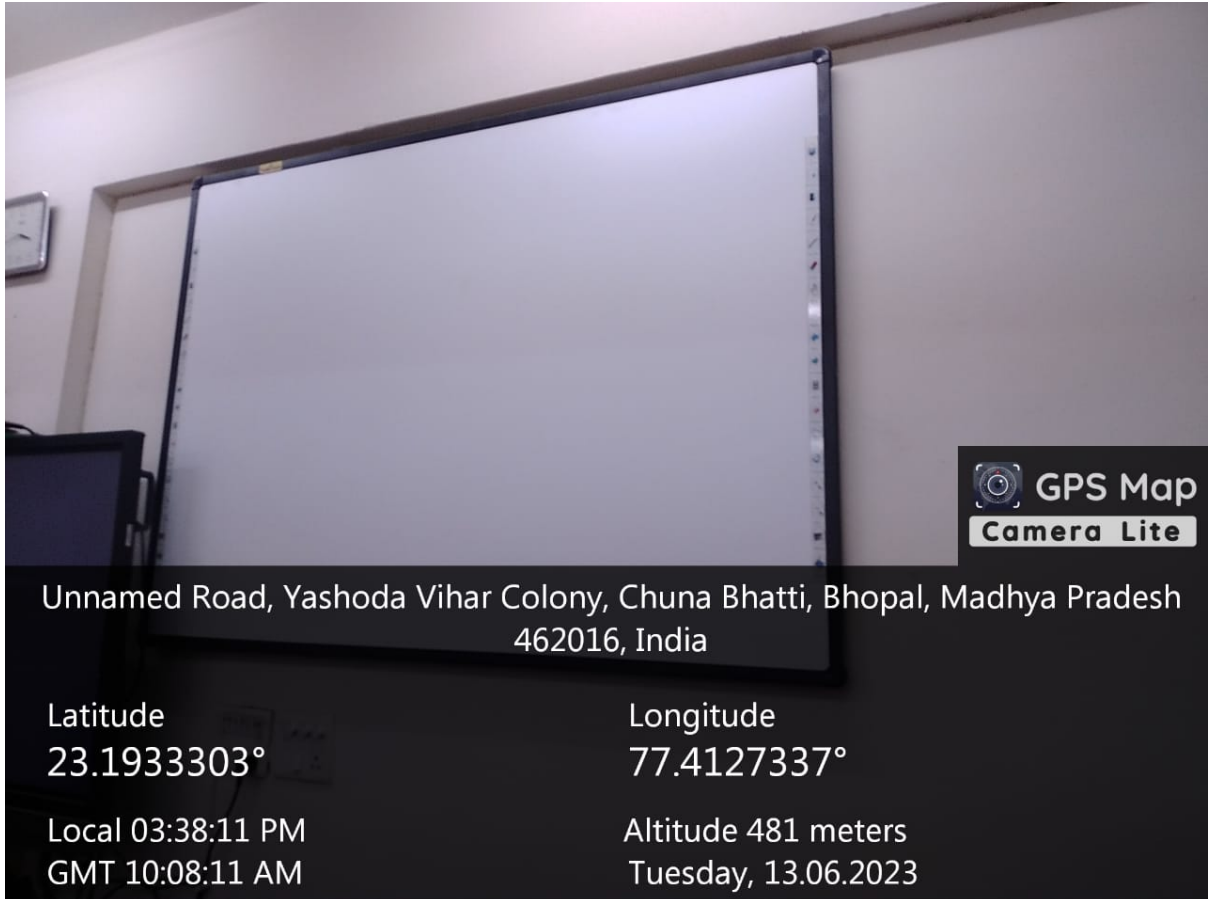 GPS Map
Camera Lite
Unnamed Road, Yashoda Vihar Colony, Chuna Bhatti, Bhopal, Madhya Pradesh
462016, India
Latitude
23.1933303°
Longitude
77.4127337°
Local 03:38:11 PM
GMT 10:08:11 AM
Altitude 481 meters
Tuesday, 13.06.2023